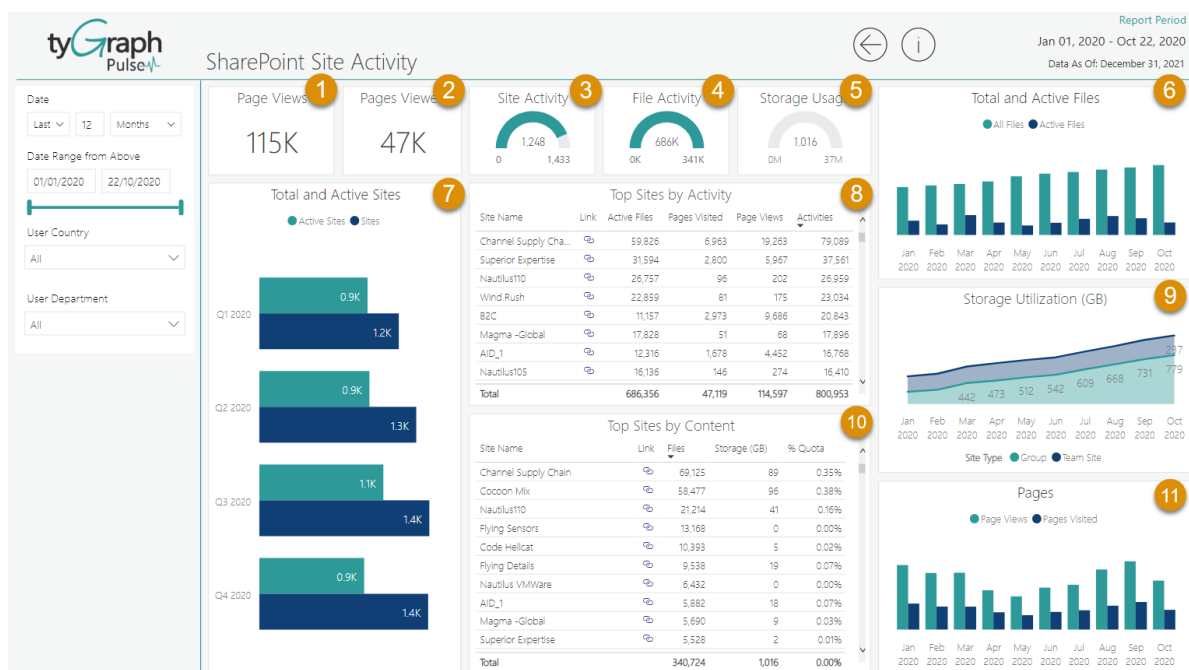 tyGraph
Pulse
SharePoint Site Activity
Report Period
Jan 01, 2020 - Oct 22, 2020
Data As Of: December 31, 2021
Date
Last 12 Months
Date Range from Above
01/01/2020 22/10/2020
User Country
All
User Department
All
Page Views 1
115K
Pages Viewe 2
47K
Site Activity 3
1,248
0 1,433
File Activity 4
686K
0K 341K
Storage Usag 5
1,016
0M 37M
Total and Active Files 6
All Files Active Files
Jan Feb Mar Apr May Jun Jul Aug Sep Oct
2020 2020 2020 2020 2020 2020 2020 2020 2020 2020
Total and Active Sites 7
Active Sites Sites
0.9K
Q1 2020
1.2K
0.9K
Q2 2020
1.3K
1.1K
Q3 2020
1.4K
0.9K
Q4 2020
1.4K
Top Sites by Activity 8
Site Name Link Active Files Pages Visited Page Views Activities
Channel Supply Cha... 59,826 6,963 19,263 79,089
Superior Expertise 31,594 2,800 5,967 37,561
Nautilus110 26,757 96 202 26,959
Wind Rush 22,859 81 175 23,034
B2C 11,157 2,973 9,686 20,843
Magma -Global 17,828 51 68 17,896
AID_1 12,316 1,678 4,452 16,768
Nautilus105 16,136 146 274 16,410
Total 686,356 47,119 114,597 800,953
Storage Utilization (GB) 9
237
442 473 512 542 609 668 731 779
Jan Feb Mar Apr May Jun Jul Aug Sep Oct
2020 2020 2020 2020 2020 2020 2020 2020 2020 2020
Site Type Group Team Site
Top Sites by Content 10
Site Name Link Files Storage (GB) % Quota
Channel Supply Chain 69,125 89 0.35%
Cocoon Mix 58,477 96 0.38%
Nautilus110 21,214 41 0.16%
Flying Sensors 13,168 0 0.00%
Code Hellcat 10,393 5 0.02%
Flying Details 9,538 19 0.07%
Nautilus VMWare 6,432 0 0.00%
AID_1 5,882 18 0.07%
Magma -Global 5,690 9 0.03%
Superior Expertise 5,528 2 0.01%
Total 340,724 1,016 0.00%
Pages 11
Page Views Pages Visited
Jan Feb Mar Apr May Jun Jul Aug Sep Oct
2020 2020 2020 2020 2020 2020 2020 2020 2020 2020